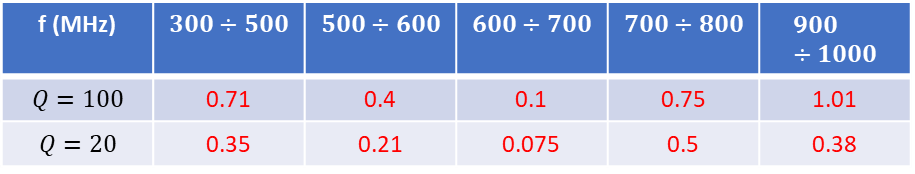 f (MHz) 300 ÷ 500 500 ÷ 600 600 ÷ 700 700 ÷ 800 900
÷ 1000
Q = 100 0.71 0.4 0.1 0.75 1.01
Q = 20 0.35 0.21 0.075 0.5 0.38